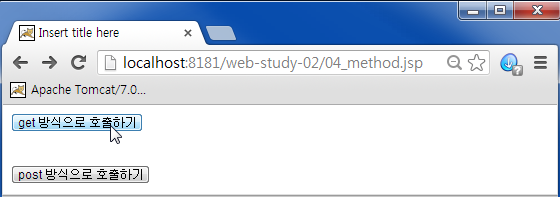 Insert title here
localhost:8181/web-study-02/04_method.jsp
Apache Tomcat/7.0...
get 방식으로 호출하기
post 방식으로 호출하기